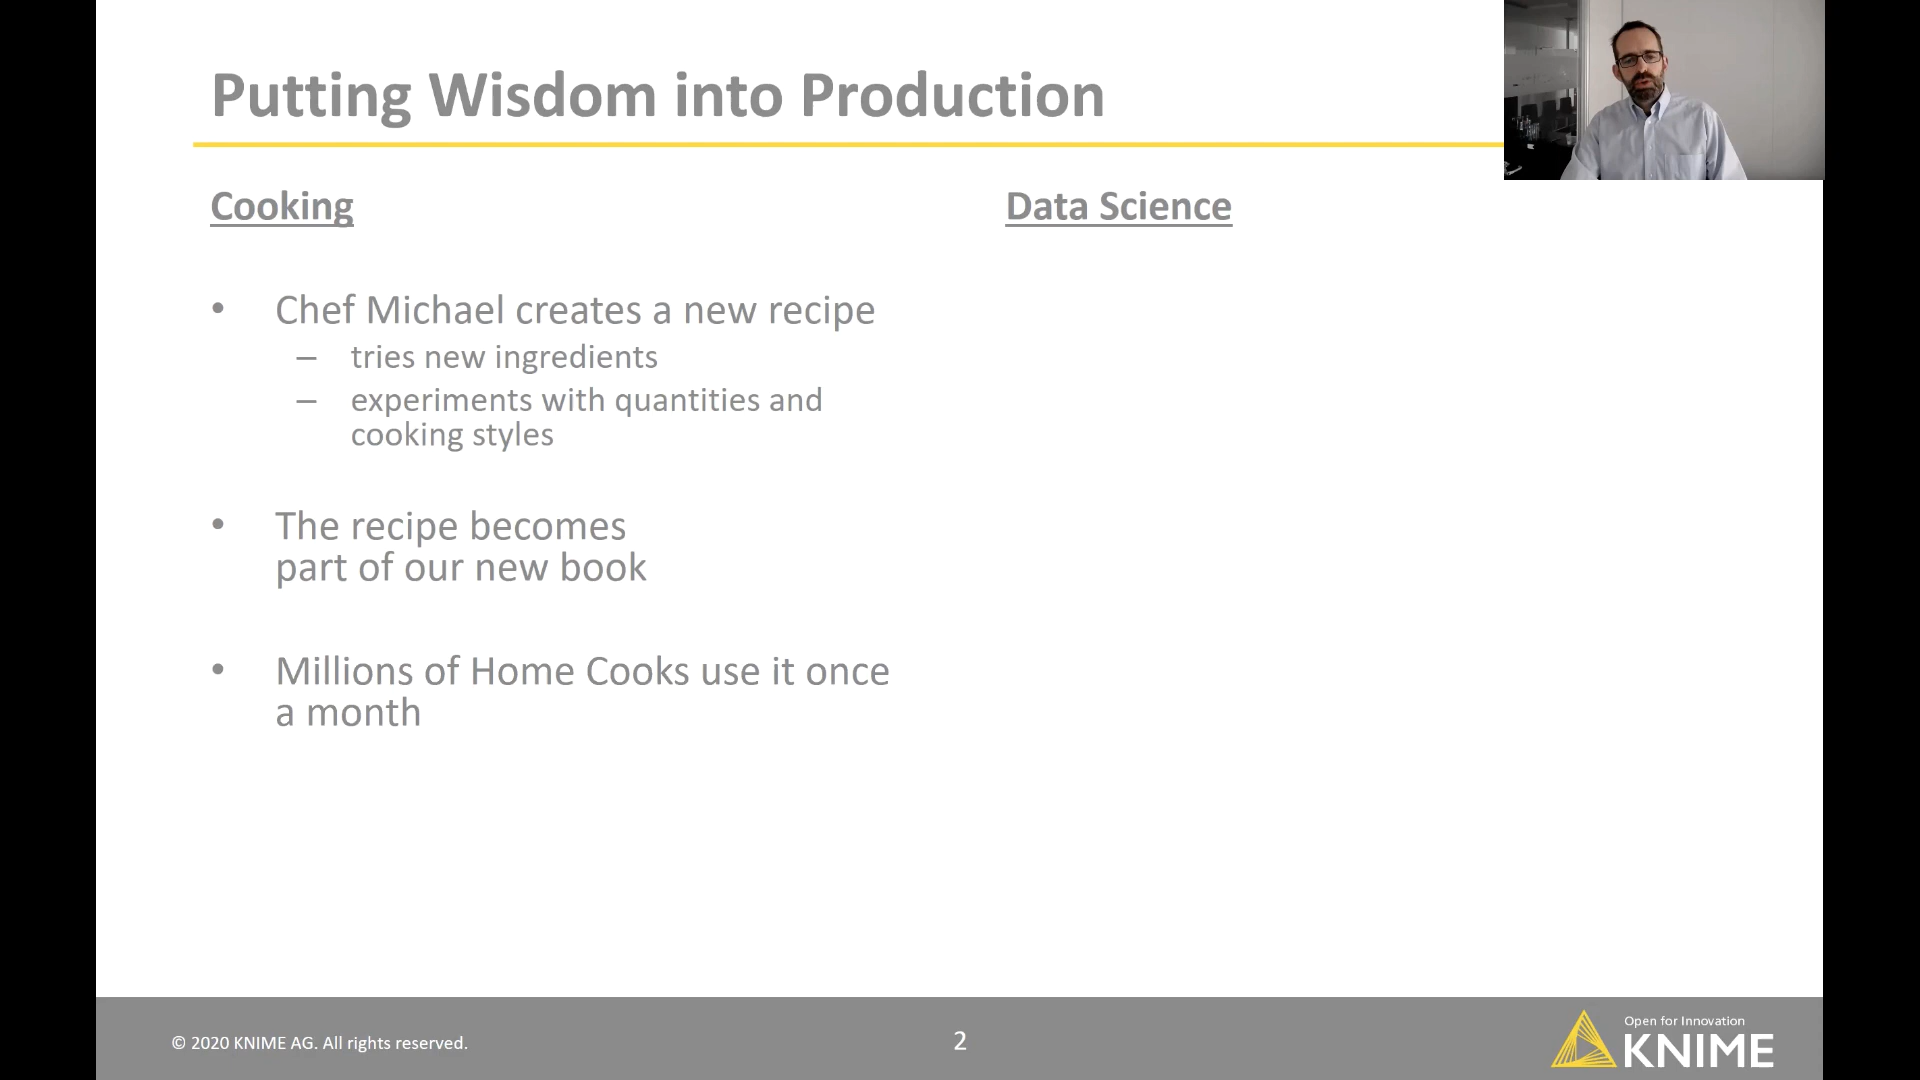 Putting Wisdom into Production
Cooking
• Chef Michael creates a new recipe
– tries new ingredients
– experiments with quantities and
cooking styles
• The recipe becomes
part of our new book
• Millions of Home Cooks use it once
a month
Data Science
© 2020 KNIME AG. All rights reserved.
2
Open for Innovation
KNIME